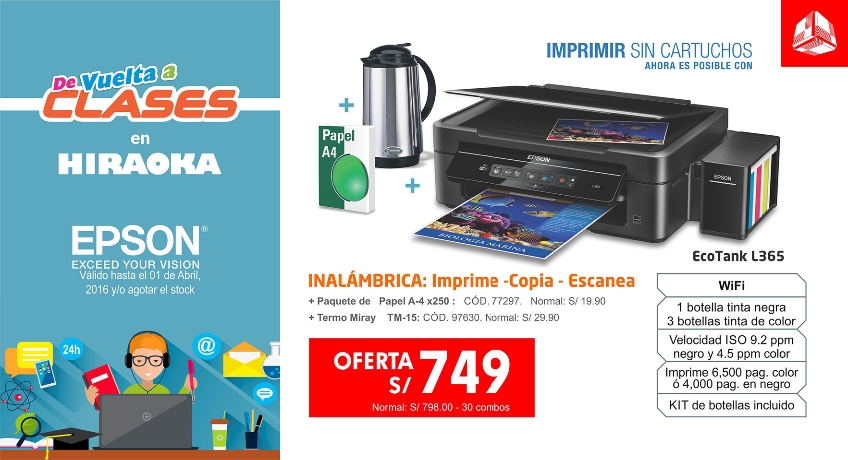 De Vuelta a
CLASES
en
HIRAOKA
EPSON®
EXCEED YOUR VISION
Válido hasta el 01 de Abril,
2016 y/o agotar el stock
24h
@
IMPRIMIR SIN CARTUCHOS
AHORA ES POSIBLE CON
Papel
A4
EPSON
L365
EPSON
BIOLOGIA MARINA
EcoTank L365
INALÁMBRICA: Imprime -Copia - Escanea
+ Paquete de Papel A-4 x250 : CÓD. 77297. Normal: S/ 19.90
+ Termo Miray TM-15: CÓD. 97630. Normal: S/ 29.90
OFERTA
S/ 749
Normal: S/ 798.00 - 30 combos
WiFi
1 botella tinta negra
3 botellas tinta de color
Velocidad ISO 9.2 ppm
negro y 4.5 ppm color
Imprime 6,500 pag. color
ó 4,000 pag. en negro
KIT de botellas incluido